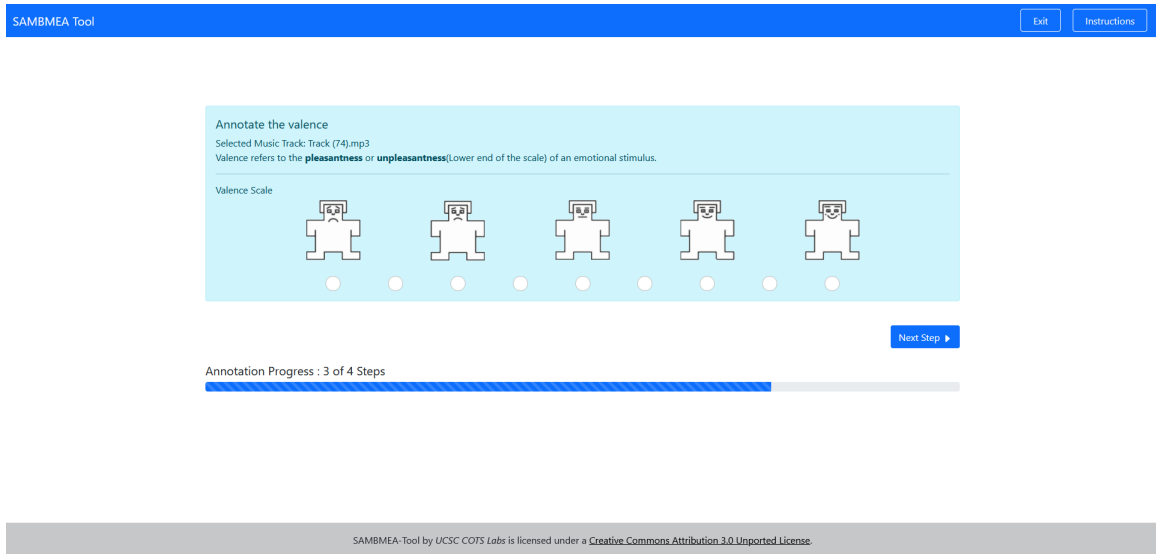 SAMBMEA Tool
Exit
Instructions
Annotate the valence
Selected Music Track: Track (74).mp3
Valence refers to the pleasantness or unpleasantness(Lower end of the scale) of an emotional stimulus.
Valence Scale
Next Step
Annotation Progress : 3 of 4 Steps
SAMBMEA-Tool by UCSC COTS Labs is licensed under a Creative Commons Attribution 3.0 Unported License.